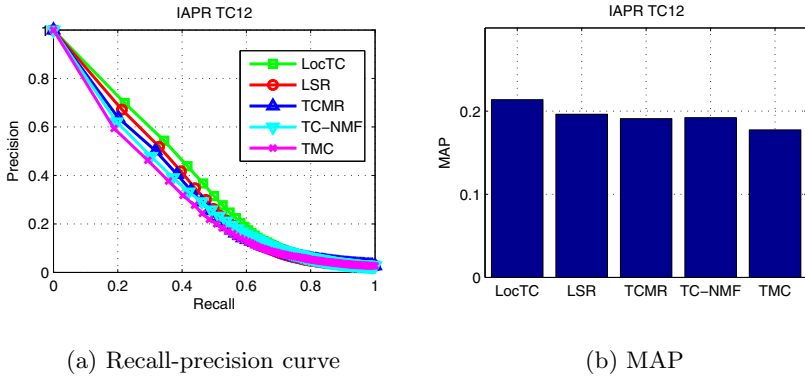 IAPR TC12
1
0.8
0.6
0.4
0.2
0
0
0.2
0.4
0.6
0.8
1
Precision
Recall
LocTC
LSR
TCMR
TC−NMF
TMC
(a) Recall-precision curve
IAPR TC12
0.2
0.1
0
MAP
LocTC LSR TCMR TC−NMF TMC
(b) MAP